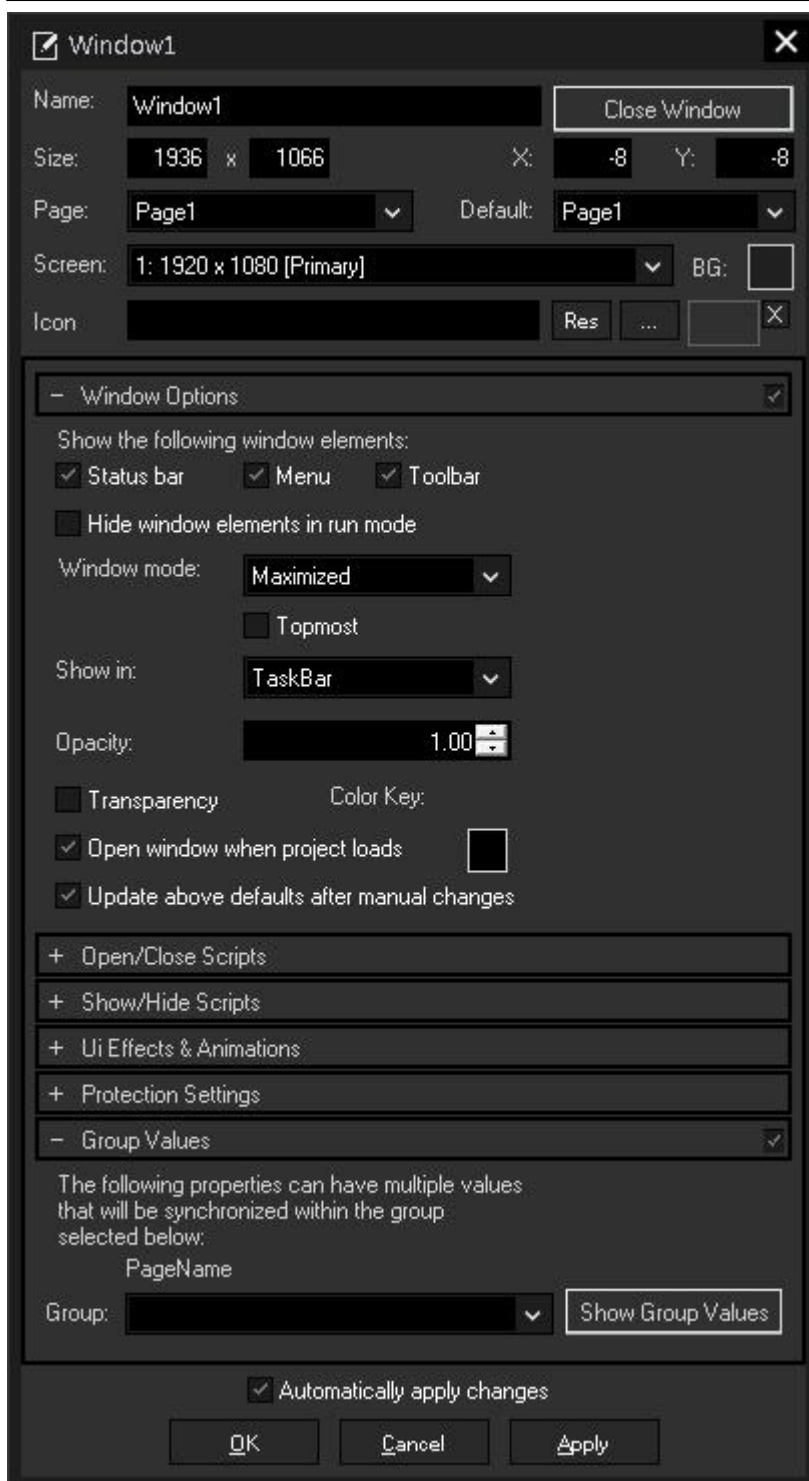 Window1
Name: Window1 Close Window
Size: 1936 x 1066 X: -8 Y: -8
Page: Page1 Default: Page1
Screen: 1: 1920 x 1080 [Primary] BG:
Icon Res ... X
− Window Options
Show the following window elements:
Status bar Menu Toolbar
Hide window elements in run mode
Window mode: Maximized
Topmost
Show in: TaskBar
Opacity: 1.00
Transparency Color Key:
Open window when project loads
Update above defaults after manual changes
+ Open/Close Scripts
+ Show/Hide Scripts
+ Ui Effects & Animations
+ Protection Settings
− Group Values
The following properties can have multiple values
that will be synchronized within the group
selected below:
PageName
Group: Show Group Values
Automatically apply changes
OK Cancel Apply